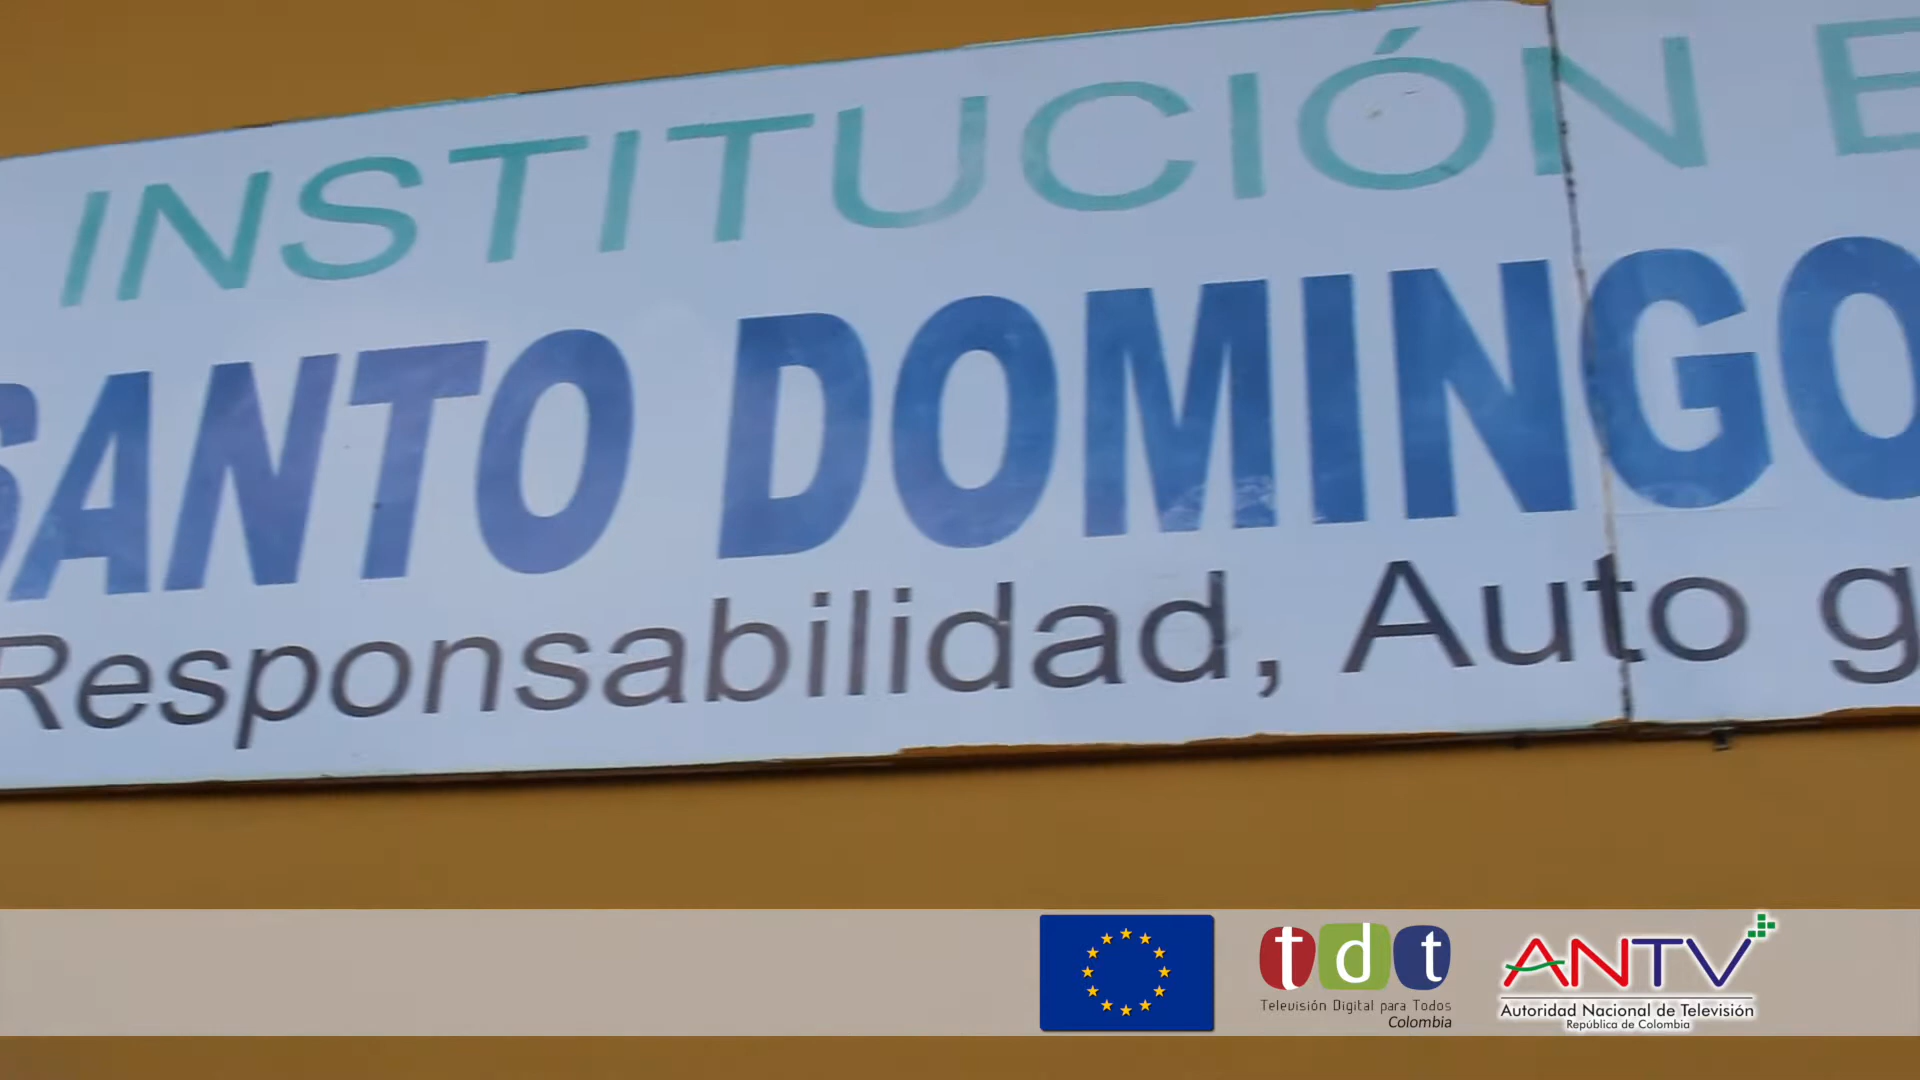 INSTITUCIÓN E
SANTO DOMINGO
Responsabilidad, Auto g
tdt
Televisión Digital para Todos
Colombia
ANTV
Autoridad Nacional de Televisión
República de Colombia